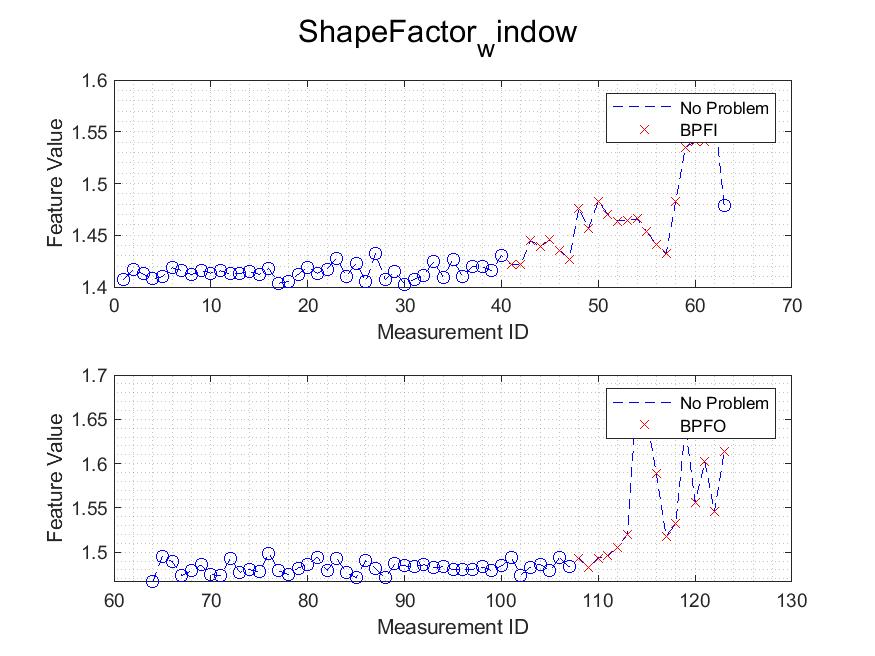 ShapeFactor_window
1.6
1.55
1.5
1.45
1.4
Feature Value
No Problem
BPFI
0 10 20 30 40 50 60 70
Measurement ID
1.7
1.65
1.6
1.55
1.5
Feature Value
No Problem
BPFO
60 70 80 90 100 110 120 130
Measurement ID